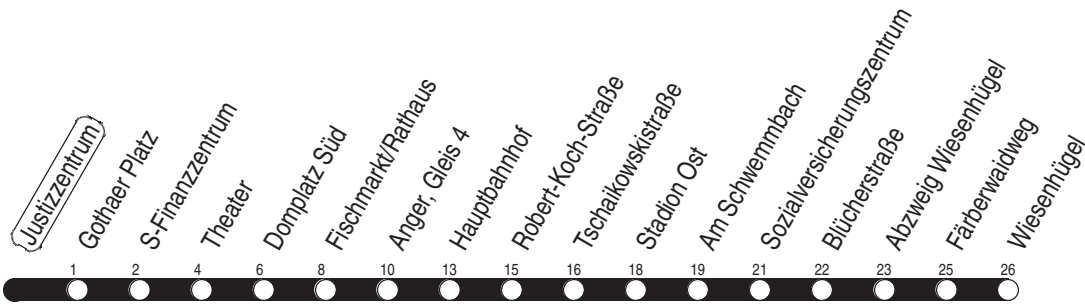 Justizzentrum
Gothaer Platz
S-Finanzzentrum
Theater
Domplatz Süd
Fischmarkt/Rathaus
Anger, Gleis 4
Hauptbahnhof
Robert-Koch-Straße
Tschaikowskistraße
Stadion Ost
Am Schwemmbach
Sozialversicherungszentrum
Blücherstraße
Abzweig Wiesenhügel
Färberwaidweg
Wiesenhügel
1 2 4 6 8 10 13 15 16 18 19 21 22 23 25 26